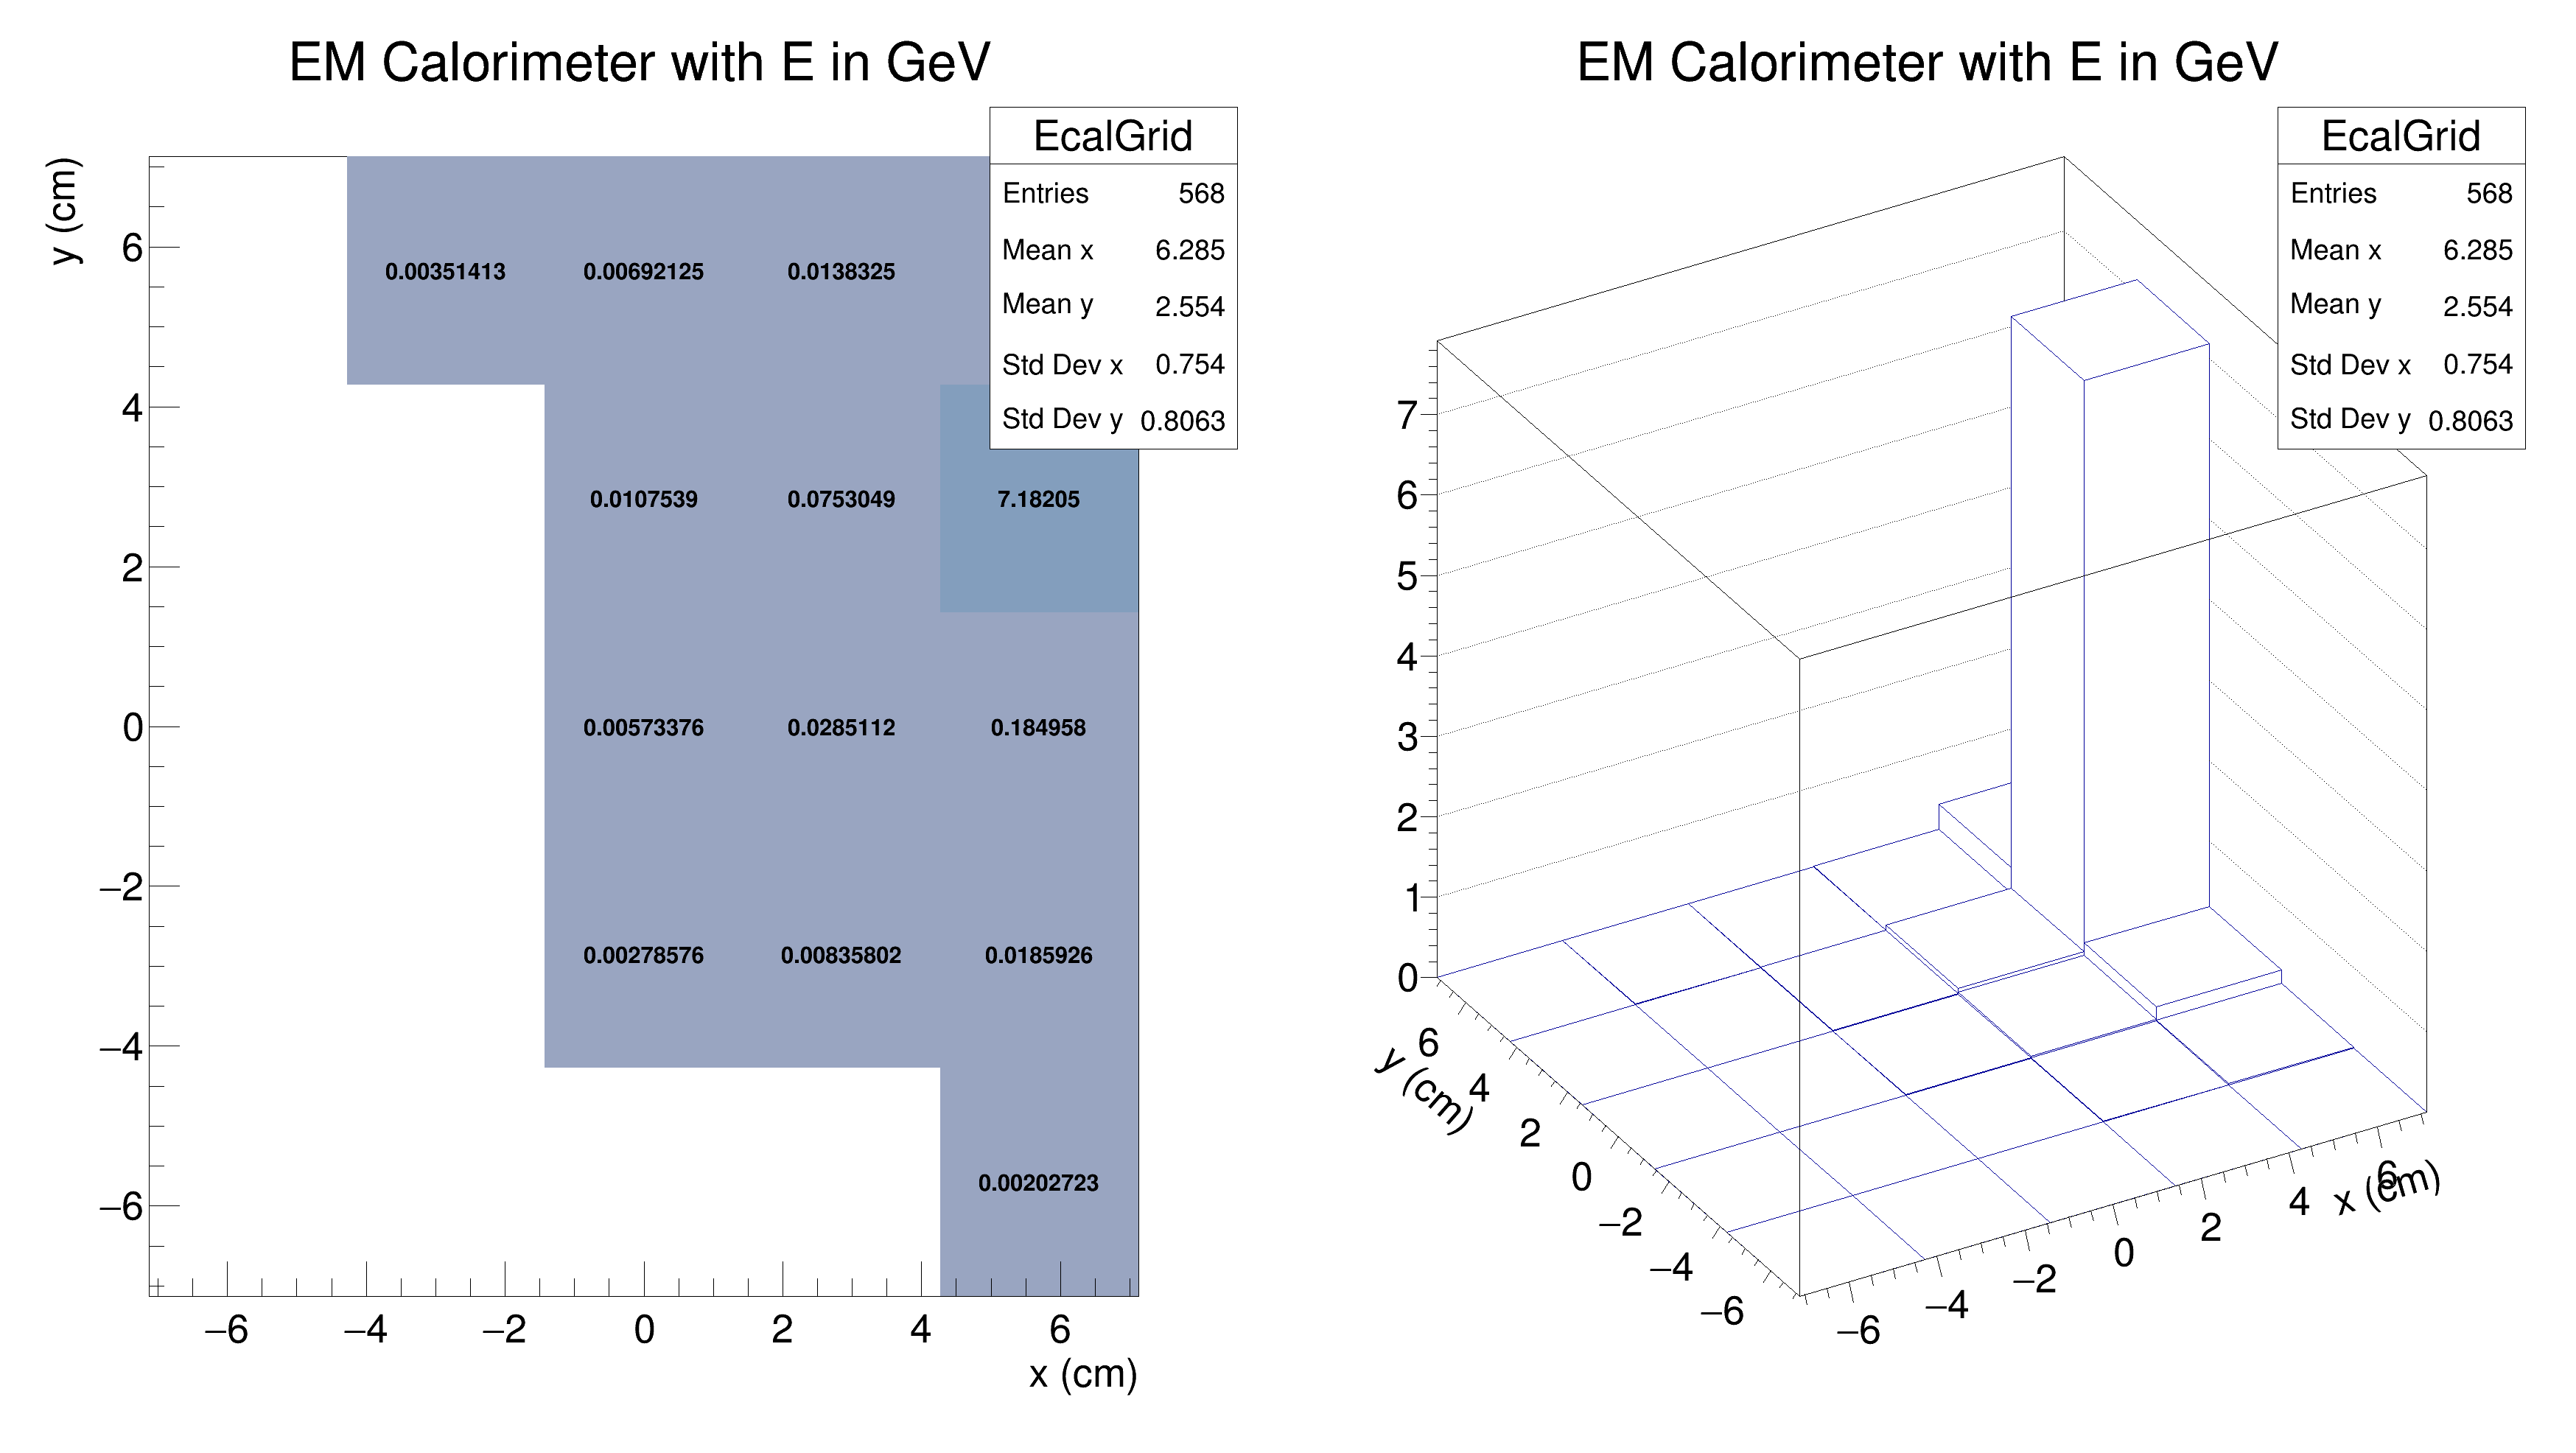 EM Calorimeter with E in GeV
EcalGrid
Entries 568
Mean x 6.285
Mean y 2.554
Std Dev x 0.754
Std Dev y 0.8063
y (cm)
6
4
2
0
−2
−4
−6
0.00351413 0.00692125 0.0138325
0.0107539 0.0753049 7.18205
0.00573376 0.0285112 0.184958
0.00278576 0.00835802 0.0185926
0.00202723
−6 −4 −2 0 2 4 6
x (cm)
EM Calorimeter with E in GeV
EcalGrid
Entries 568
Mean x 6.285
Mean y 2.554
Std Dev x 0.754
Std Dev y 0.8063
7
6
5
4
3
2
1
0
y (cm)
6
4
2
0
−2
−4
−6
−6
−4
−2
0
2
4
6
x (cm)